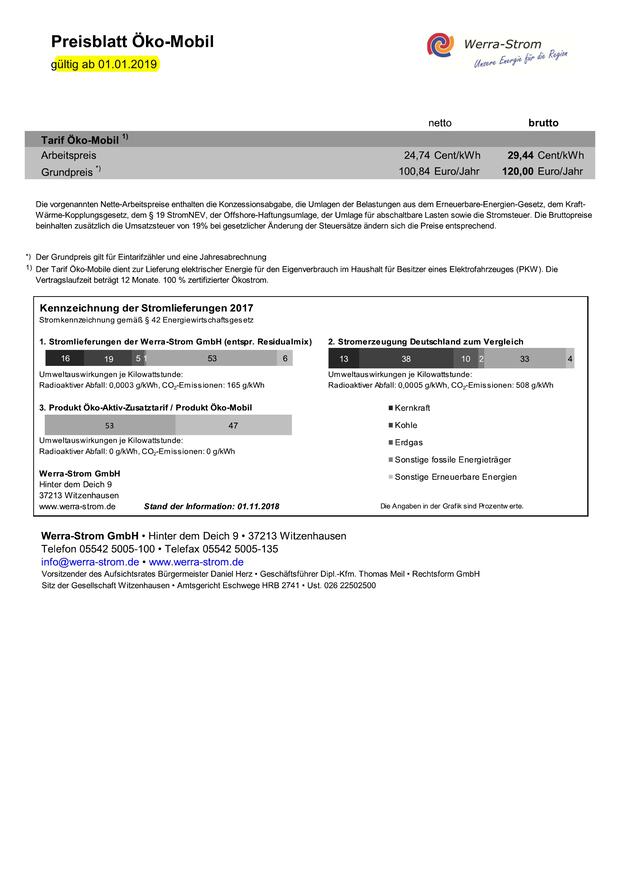 Preisblatt Öko-Mobil
gültig ab 01.01.2019
Werra-Strom
Unsere Energie für die Region
netto brutto
Tarif Öko-Mobil 1)
Arbeitspreis 24,74 Cent/kWh 29,44 Cent/kWh
Grundpreis *) 100,84 Euro/Jahr 120,00 Euro/Jahr
Die vorgenannten Nette-Arbeitspreise enthalten die Konzessionsabgabe, die Umlagen der Belastungen aus dem Erneuerbare-Energien-Gesetz, dem Kraft-
Wärme-Kopplungsgesetz, dem § 19 StromNEV, der Offshore-Haftungsumlage, der Umlage für abschaltbare Lasten sowie die Stromsteuer. Die Bruttopreise
beinhalten zusätzlich die Umsatzsteuer von 19% bei gesetzlicher Änderung der Steuersätze ändern sich die Preise entsprechend.
*) Der Grundpreis gilt für Eintarifzähler und eine Jahresabrechnung
1) Der Tarif Öko-Mobile dient zur Lieferung elektrischer Energie für den Eigenverbrauch im Haushalt für Besitzer eines Elektrofahrzeuges (PKW). Die
Vertragslaufzeit beträgt 12 Monate. 100 % zertifizierter Ökostrom.
Kennzeichnung der Stromlieferungen 2017
Stromkennzeichnung gemäß § 42 Energiewirtschaftsgesetz
1. Stromlieferungen der Werra-Strom GmbH (entspr. Residualmix)
16 19 5 1 53 6
Umweltauswirkungen je Kilowattstunde:
Radioaktiver Abfall: 0,0003 g/kWh, CO2-Emissionen: 165 g/kWh
2. Stromerzeugung Deutschland zum Vergleich
13 38 10 2 33 4
Umweltauswirkungen je Kilowattstunde:
Radioaktiver Abfall: 0,0005 g/kWh, CO2-Emissionen: 508 g/kWh
3. Produkt Öko-Aktiv-Zusatztarif / Produkt Öko-Mobil
53 47
Umweltauswirkungen je Kilowattstunde:
Radioaktiver Abfall: 0 g/kWh, CO2-Emissionen: 0 g/kWh
Kernkraft
Kohle
Erdgas
Sonstige fossile Energieträger
Sonstige Erneuerbare Energien
Werra-Strom GmbH
Hinter dem Deich 9
37213 Witzenhausen
www.werra-strom.de Stand der Information: 01.11.2018 Die Angaben in der Grafik sind Prozentwerte.
Werra-Strom GmbH • Hinter dem Deich 9 • 37213 Witzenhausen
Telefon 05542 5005-100 • Telefax 05542 5005-135
info@werra-strom.de • www.werra-strom.de
Vorsitzender des Aufsichtsrates Bürgermeister Daniel Herz • Geschäftsführer Dipl.-Kfm. Thomas Meil • Rechtsform GmbH
Sitz der Gesellschaft Witzenhausen • Amtsgericht Eschwege HRB 2741 • Ust. 026 22502500